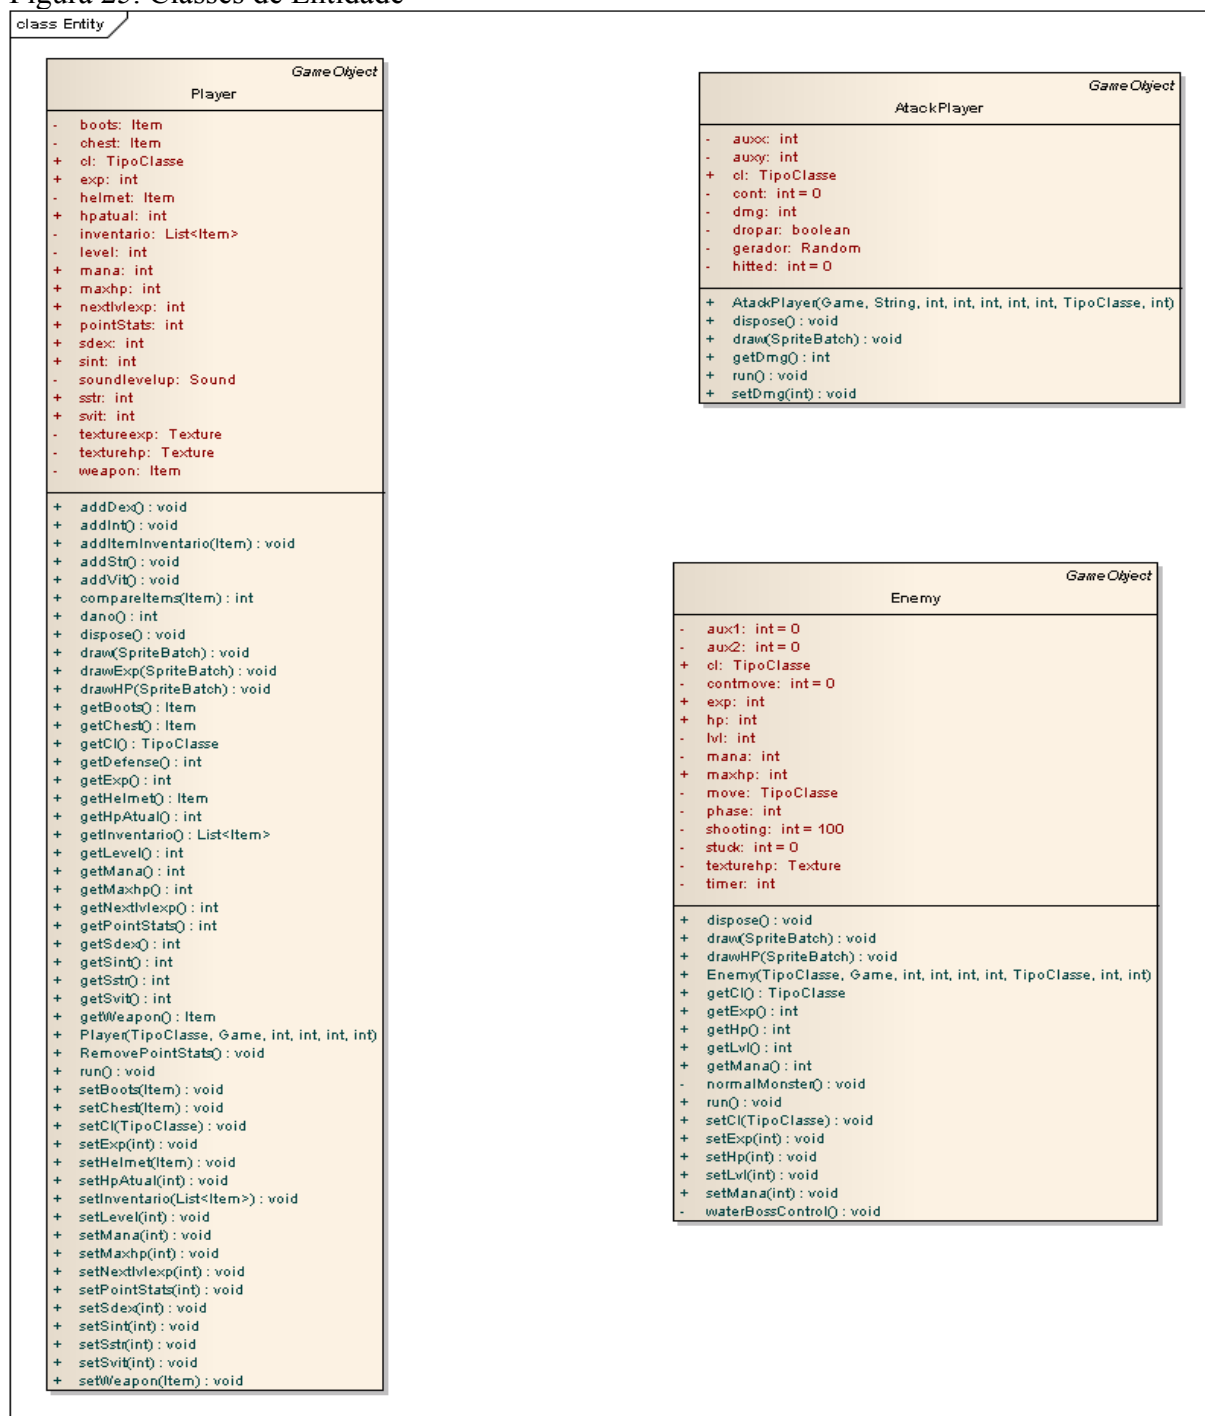 Figura 25: Classes de Entidade
class Entity
GameObject
Player
- boots: Item
- chest: Item
+ cl: TipoClasse
+ exp: int
- helmet: Item
+ hpatual: int
- inventario: List<Item>
- level: int
+ mana: int
+ maxhp: int
+ nextlvlexp: int
+ pointStats: int
+ sdex: int
+ sint: int
- soundlevelup: Sound
+ sstr: int
+ svit: int
- textureexp: Texture
- texturehp: Texture
- weapon: Item
+ addDex() : void
+ addInt() : void
+ addItemInventario(Item) : void
+ addStr() : void
+ addVit() : void
+ compareItems(Item) : int
+ dano() : int
+ dispose() : void
+ draw(SpriteBatch) : void
+ drawExp(SpriteBatch) : void
+ drawHP(SpriteBatch) : void
+ getBoots() : Item
+ getChest() : Item
+ getCl() : TipoClasse
+ getDefense() : int
+ getExp() : int
+ getHelmet() : Item
+ getHpAtual() : int
+ getInventario() : List<Item>
+ getLevel() : int
+ getMana() : int
+ getMaxhp() : int
+ getNextlvlexp() : int
+ getPointStats() : int
+ getSdex() : int
+ getSint() : int
+ getSstr() : int
+ getSvit() : int
+ getWeapon() : Item
+ Player(TipoClasse, Game, int, int, int, int)
+ RemovePointStats() : void
+ run() : void
+ setBoots(Item) : void
+ setChest(Item) : void
+ setCl(TipoClasse) : void
+ setExp(int) : void
+ setHelmet(Item) : void
+ setHpAtual(int) : void
+ setInventario(List<Item>) : void
+ setLevel(int) : void
+ setMana(int) : void
+ setMaxhp(int) : void
+ setNextlvlexp(int) : void
+ setPointStats(int) : void
+ setSdex(int) : void
+ setSint(int) : void
+ setSstr(int) : void
+ setSvit(int) : void
+ setWeapon(Item) : void
GameObject
AtackPlayer
- auxx: int
- auxy: int
+ cl: TipoClasse
- cont: int = 0
- dmg: int
- dropar: boolean
- gerador: Random
- hitted: int = 0
+ AtackPlayer(Game, String, int, int, int, int, int, TipoClasse, int)
+ dispose() : void
+ draw(SpriteBatch) : void
+ getDmg() : int
+ run() : void
+ setDmg(int) : void
GameObject
Enemy
- aux1: int = 0
- aux2: int = 0
+ cl: TipoClasse
- contmove: int = 0
+ exp: int
+ hp: int
- lvl: int
- mana: int
+ maxhp: int
- move: TipoClasse
- phase: int
- shooting: int = 100
- stuck: int = 0
- texturehp: Texture
- timer: int
+ dispose() : void
+ draw(SpriteBatch) : void
+ drawHP(SpriteBatch) : void
+ Enemy(TipoClasse, Game, int, int, int, int, TipoClasse, int, int)
+ getCl() : TipoClasse
+ getExp() : int
+ getHp() : int
+ getLvl() : int
+ getMana() : int
- normalMonster() : void
+ run() : void
+ setCl(TipoClasse) : void
+ setExp(int) : void
+ setHp(int) : void
+ setLvl(int) : void
+ setMana(int) : void
- waterBossControl() : void